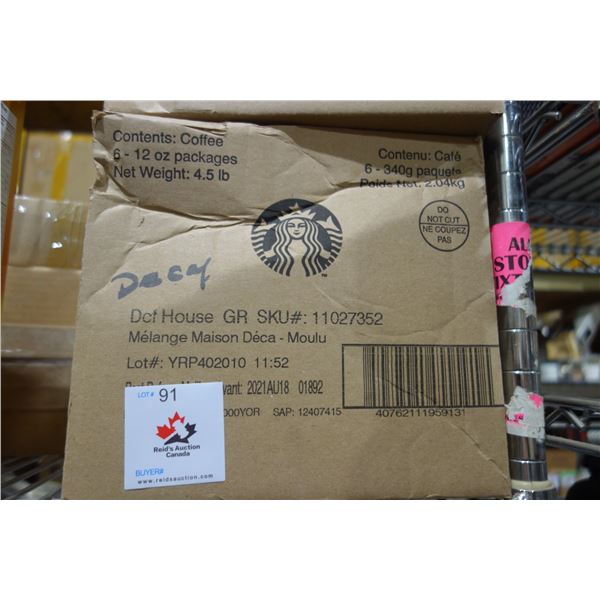 Contents: Coffee
6 - 12 oz packages
Net Weight: 4.5 lb
Contenu: Café
6 - 340g paquets
Poids Net: 2.04kg
DO
NOT CUT
NE COUPEZ
PAS
Decaf
Dcf House GR SKU#: 11027352
Mélange Maison Déca - Moulu
Lot#: YRP402010 11:52
2021AU18 01892
SAP: 12407415
40762111959131
LOT# 91
Reid's Auction
Canada
BUYER#
www.reidsauction.com